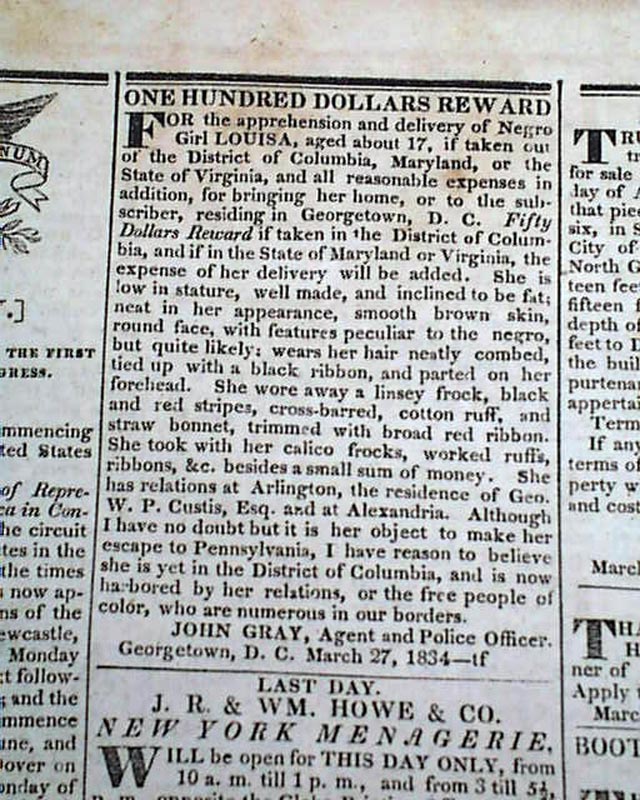 NUM
.]
THE FIRST
GRESS.
mmencing
ted States
of Repre-
ca in Con-
he circuit
tes in the
the times
now ap-
ns of the
ewcastle,
Monday
t follow-
; and the
mmence
une, and
Dover on
onday of
ONE HUNDRED DOLLARS REWARD
FOR the apprehension and delivery of Negro
Girl LOUISA, aged about 17, if taken out
of the District of Columbia, Maryland, or the
State of Virginia, and all reasonable expenses in
addition, for bringing her home, or to the sub-
scriber, residing in Georgetown, D. C. Fifty
Dollars Reward if taken in the District of Colum-
bia, and if in the State of Maryland or Virginia, the
expense of her delivery will be added. She is
low in stature, well made, and inclined to be fat;
neat in her appearance, smooth brown skin,
round face, with features peculiar to the negro,
but quite likely: wears her hair neatly combed,
tied up with a black ribbon, and parted on her
forehead. She wore away a linsey frock, black
and red stripes, cross-barred, cotton ruff, and
straw bonnet, trimmed with broad red ribbon.
She took with her calico frocks, worked ruffs,
ribbons, &c. besides a small sum of money. She
has relations at Arlington, the residence of Geo.
W. P. Custis, Esq. and at Alexandria. Although
I have no doubt but it is her object to make her
escape to Pennsylvania, I have reason to believe
she is yet in the District of Columbia, and is now
harbored by her relations, or the free people of
color, who are numerous in our borders.
JOHN GRAY, Agent and Police Officer.
Georgetown, D. C. March 27, 1834—tf
LAST DAY.
J. R. & WM. HOWE & CO.
NEW YORK MENAGERIE,
WILL be open for THIS DAY ONLY, from
10 a. m. till 1 p. m., and from 3 till 5½,
TRU
for sale
day of A
that pie
six, in S
City of
North G
teen feet
fifteen f
depth o
feet to D
the buil
purtenan
appertai
Term
If any
terms o
perty w
and cost
March
THA
H
ner of
Apply
Marc
BOOT